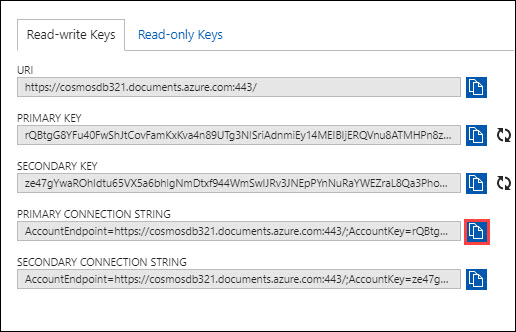 Read-write Keys
Read-only Keys
URI
https://cosmosdb321.documents.azure.com:443/
PRIMARY KEY
rQBtgG8YFu40FwShJtCovFamKxKva4n89UTg3NISriAdnmiEy14MEIBIjERQVnu8ATMHPn8z...
SECONDARY KEY
ze47gYwaROhIdtu65VX5a6bhIgNmDtxf944WmSwIJRv3JNEpPYnNuRaYWEZraL8Qa3Pho...
PRIMARY CONNECTION STRING
AccountEndpoint=https://cosmosdb321.documents.azure.com:443/;AccountKey=rQBtg...
SECONDARY CONNECTION STRING
AccountEndpoint=https://cosmosdb321.documents.azure.com:443/;AccountKey=ze47g...